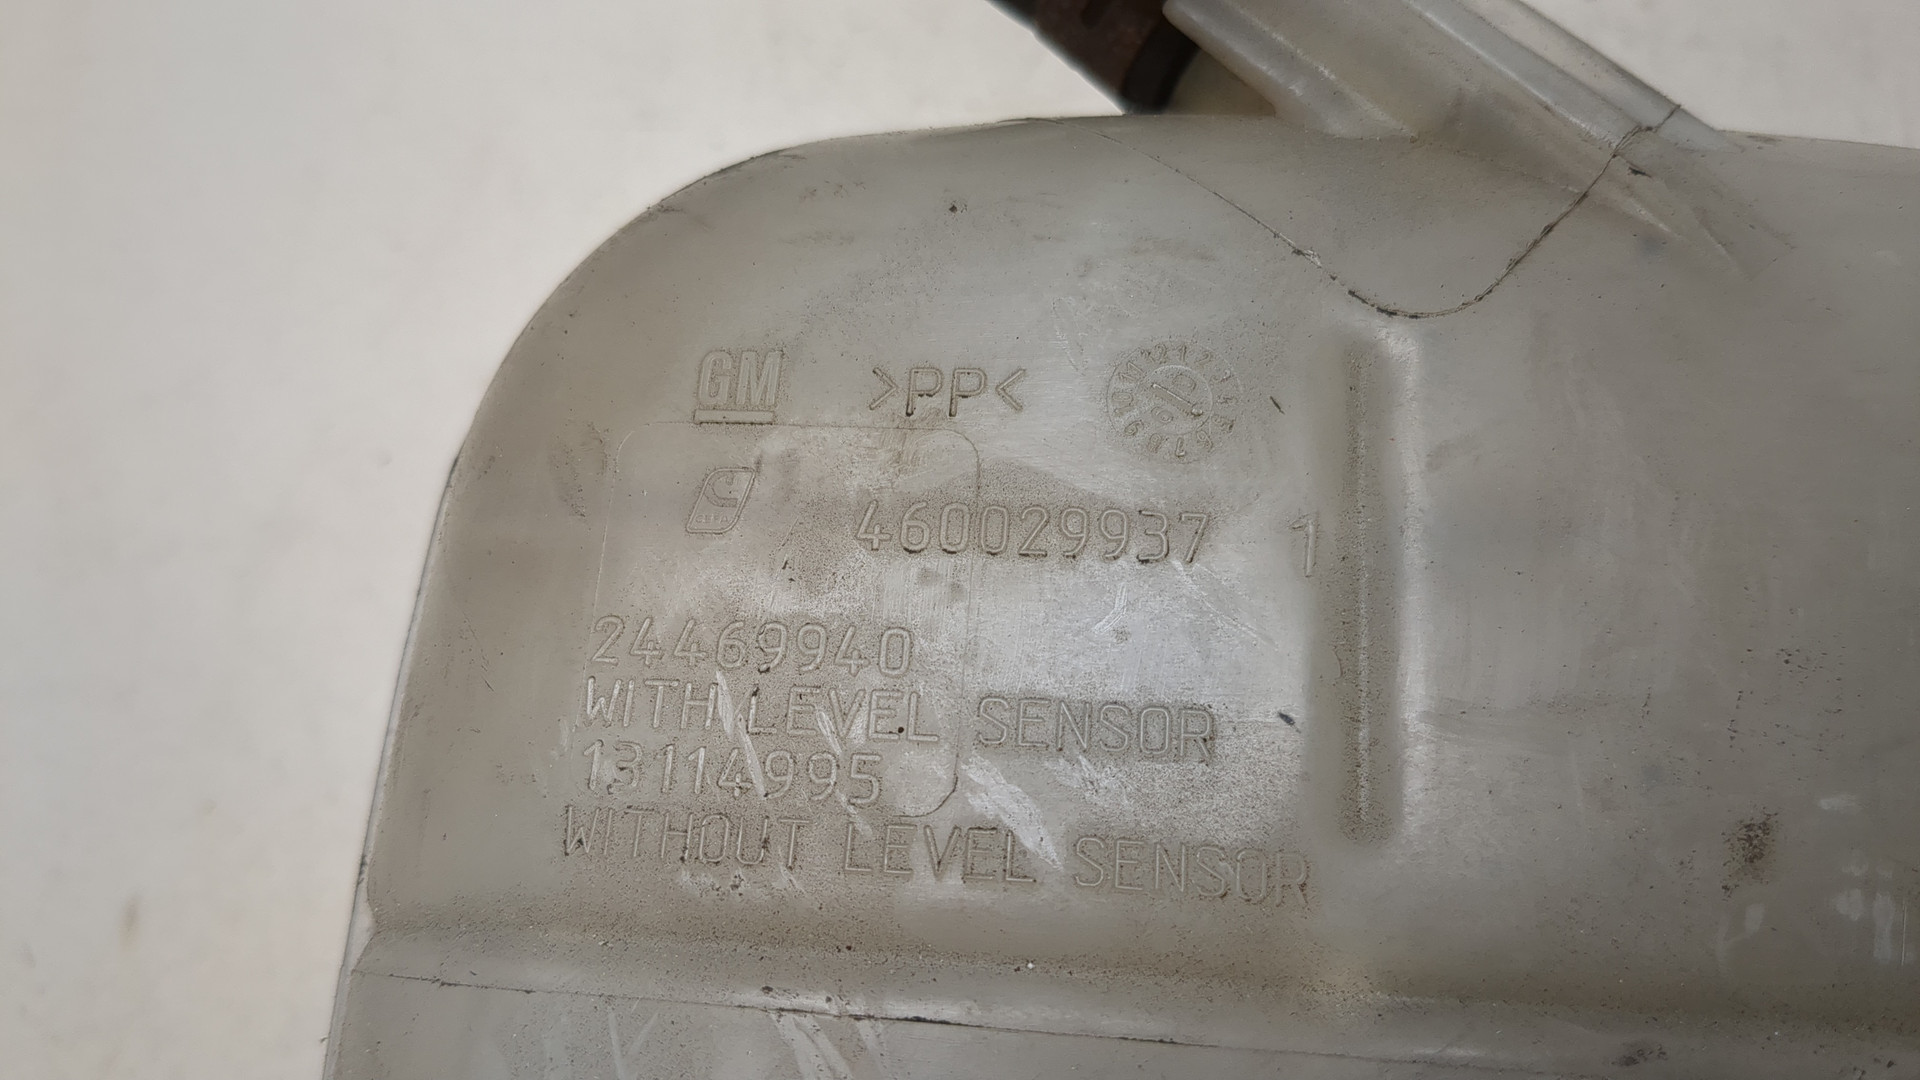 GM >PP<
460029937 1
24469940
WITH LEVEL SENSOR
13114995
WITHOUT LEVEL SENSOR